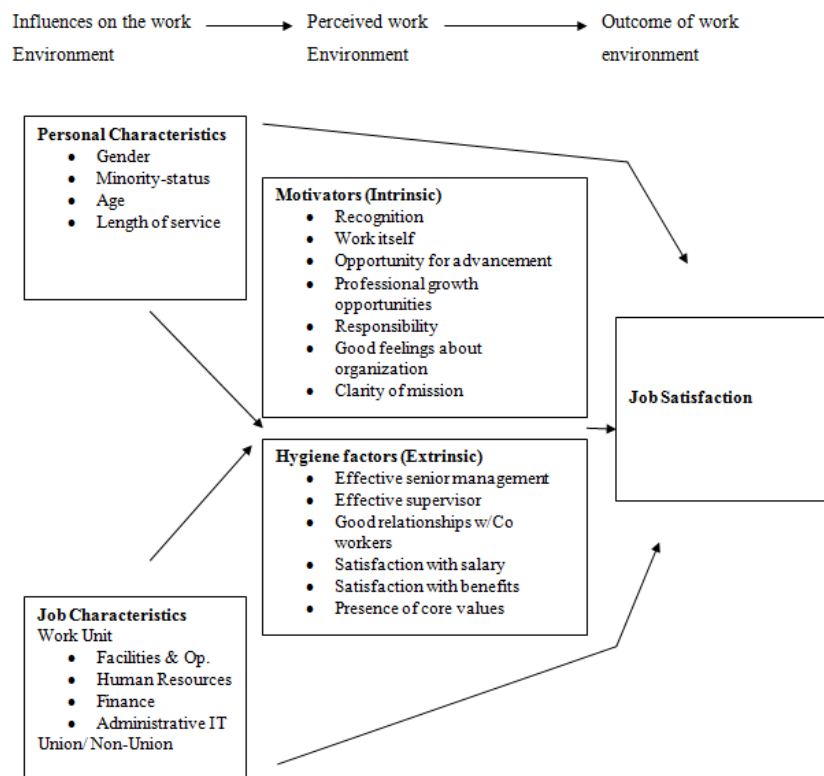 Influences on the work Environment
Perceived work Environment
Outcome of work environment
Personal Characteristics
• Gender
• Minority-status
• Age
• Length of service
Motivators (Intrinsic)
• Recognition
• Work itself
• Opportunity for advancement
• Professional growth
opportunities
• Responsibility
• Good feelings about
organization
• Clarity of mission
Job Satisfaction
Hygiene factors (Extrinsic)
• Effective senior management
• Effective supervisor
• Good relationships w/Co
workers
• Satisfaction with salary
• Satisfaction with benefits
• Presence of core values
Job Characteristics
Work Unit
• Facilities & Op.
• Human Resources
• Finance
• Administrative IT
Union/ Non-Union